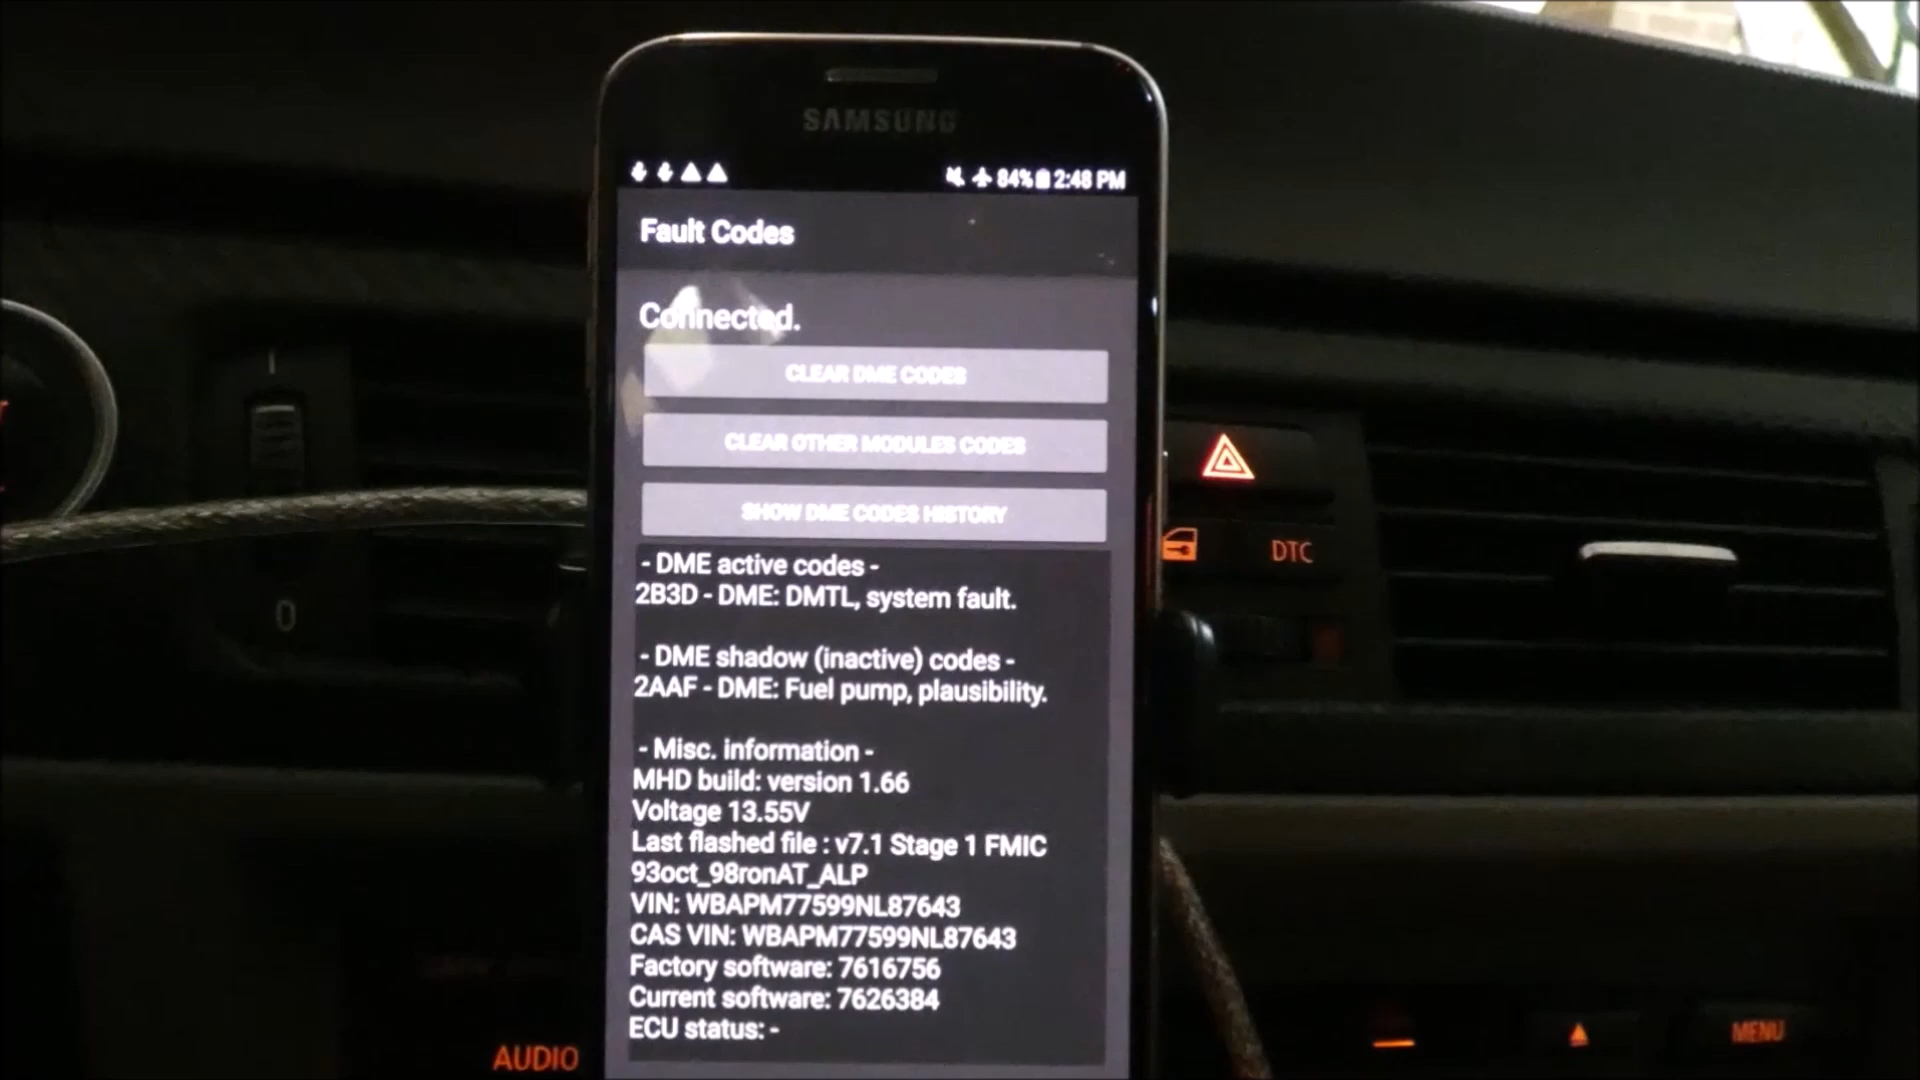 SAMSUNG
84% 2:48 PM
Fault Codes
Connected.
CLEAR DME CODES
CLEAR OTHER MODULES CODES
SHOW DME CODES HISTORY
- DME active codes -
2B3D - DME: DMTL, system fault.
- DME shadow (inactive) codes -
2AAF - DME: Fuel pump, plausibility.
- Misc. information -
MHD build: version 1.66
Voltage 13.55V
Last flashed file : v7.1 Stage 1 FMIC
93oct_98ronAT_ALP
VIN: WBAPM77599NL87643
CAS VIN: WBAPM77599NL87643
Factory software: 7616756
Current software: 7626384
ECU status: -
DTC
0
AUDIO
MENU